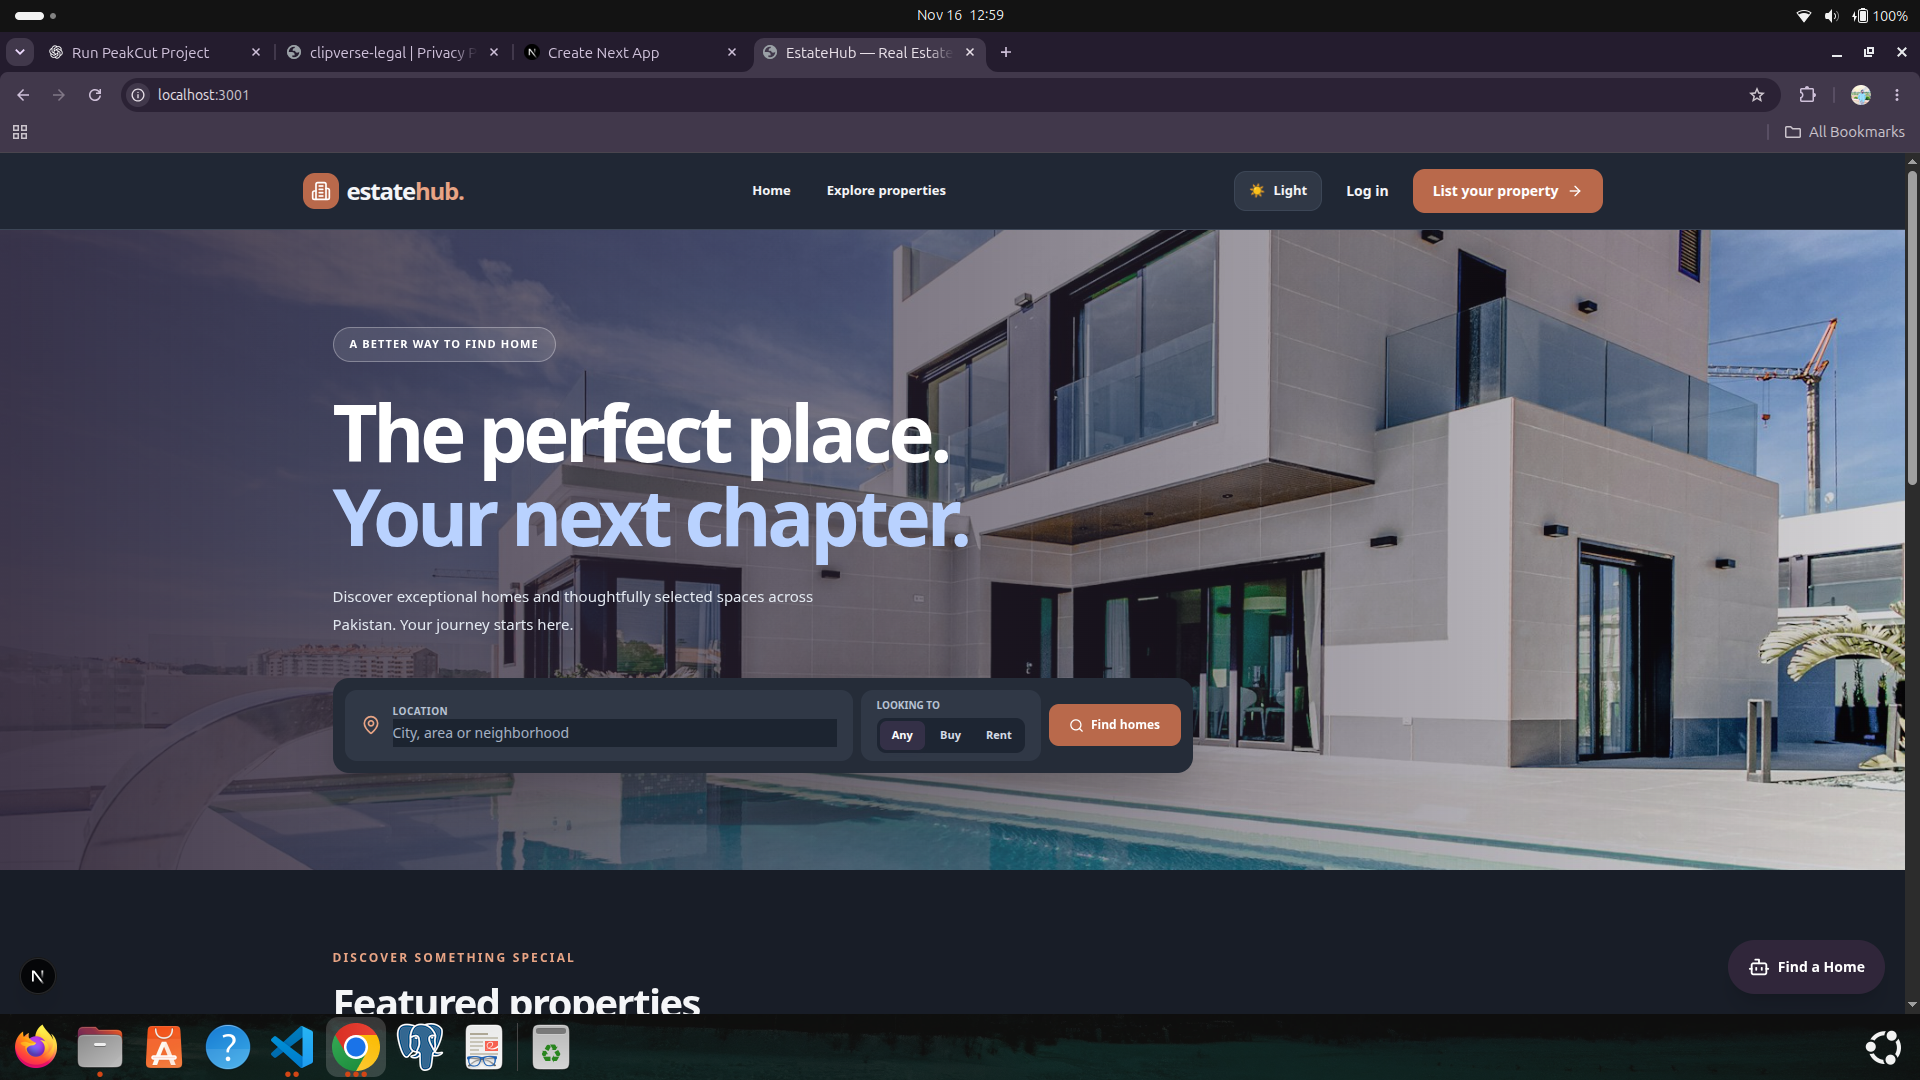 Nov 16 12:59
100%
Run PeakCut Project
clipverse-legal | Privacy P
Create Next App
EstateHub — Real Estate
localhost:3001
All Bookmarks
estatehub.
Home
Explore properties
Light
Log in
List your property
A BETTER WAY TO FIND HOME
The perfect place.
Your next chapter.
Discover exceptional homes and thoughtfully selected spaces across
Pakistan. Your journey starts here.
LOCATION
City, area or neighborhood
LOOKING TO
Any
Buy
Rent
Find homes
DISCOVER SOMETHING SPECIAL
Featured properties
N
Find a Home